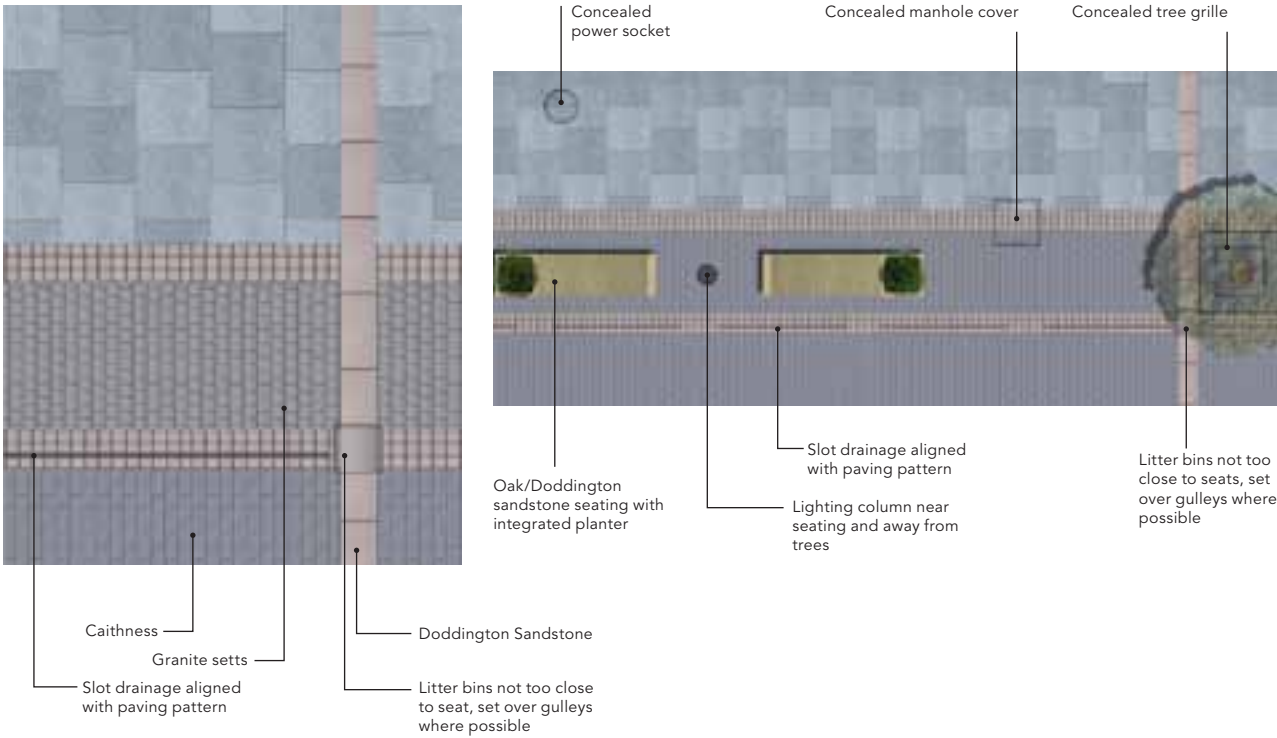 Concealed
power socket
Concealed manhole cover
Concealed tree grille
Oak/Doddington
sandstone seating with
integrated planter
Slot drainage aligned
with paving pattern
Lighting column near
seating and away from
trees
Litter bins not too
close to seats, set
over gulleys where
possible
Caithness
Granite setts
Slot drainage aligned
with paving pattern
Doddington Sandstone
Litter bins not too close
to seat, set over gulleys
where possible